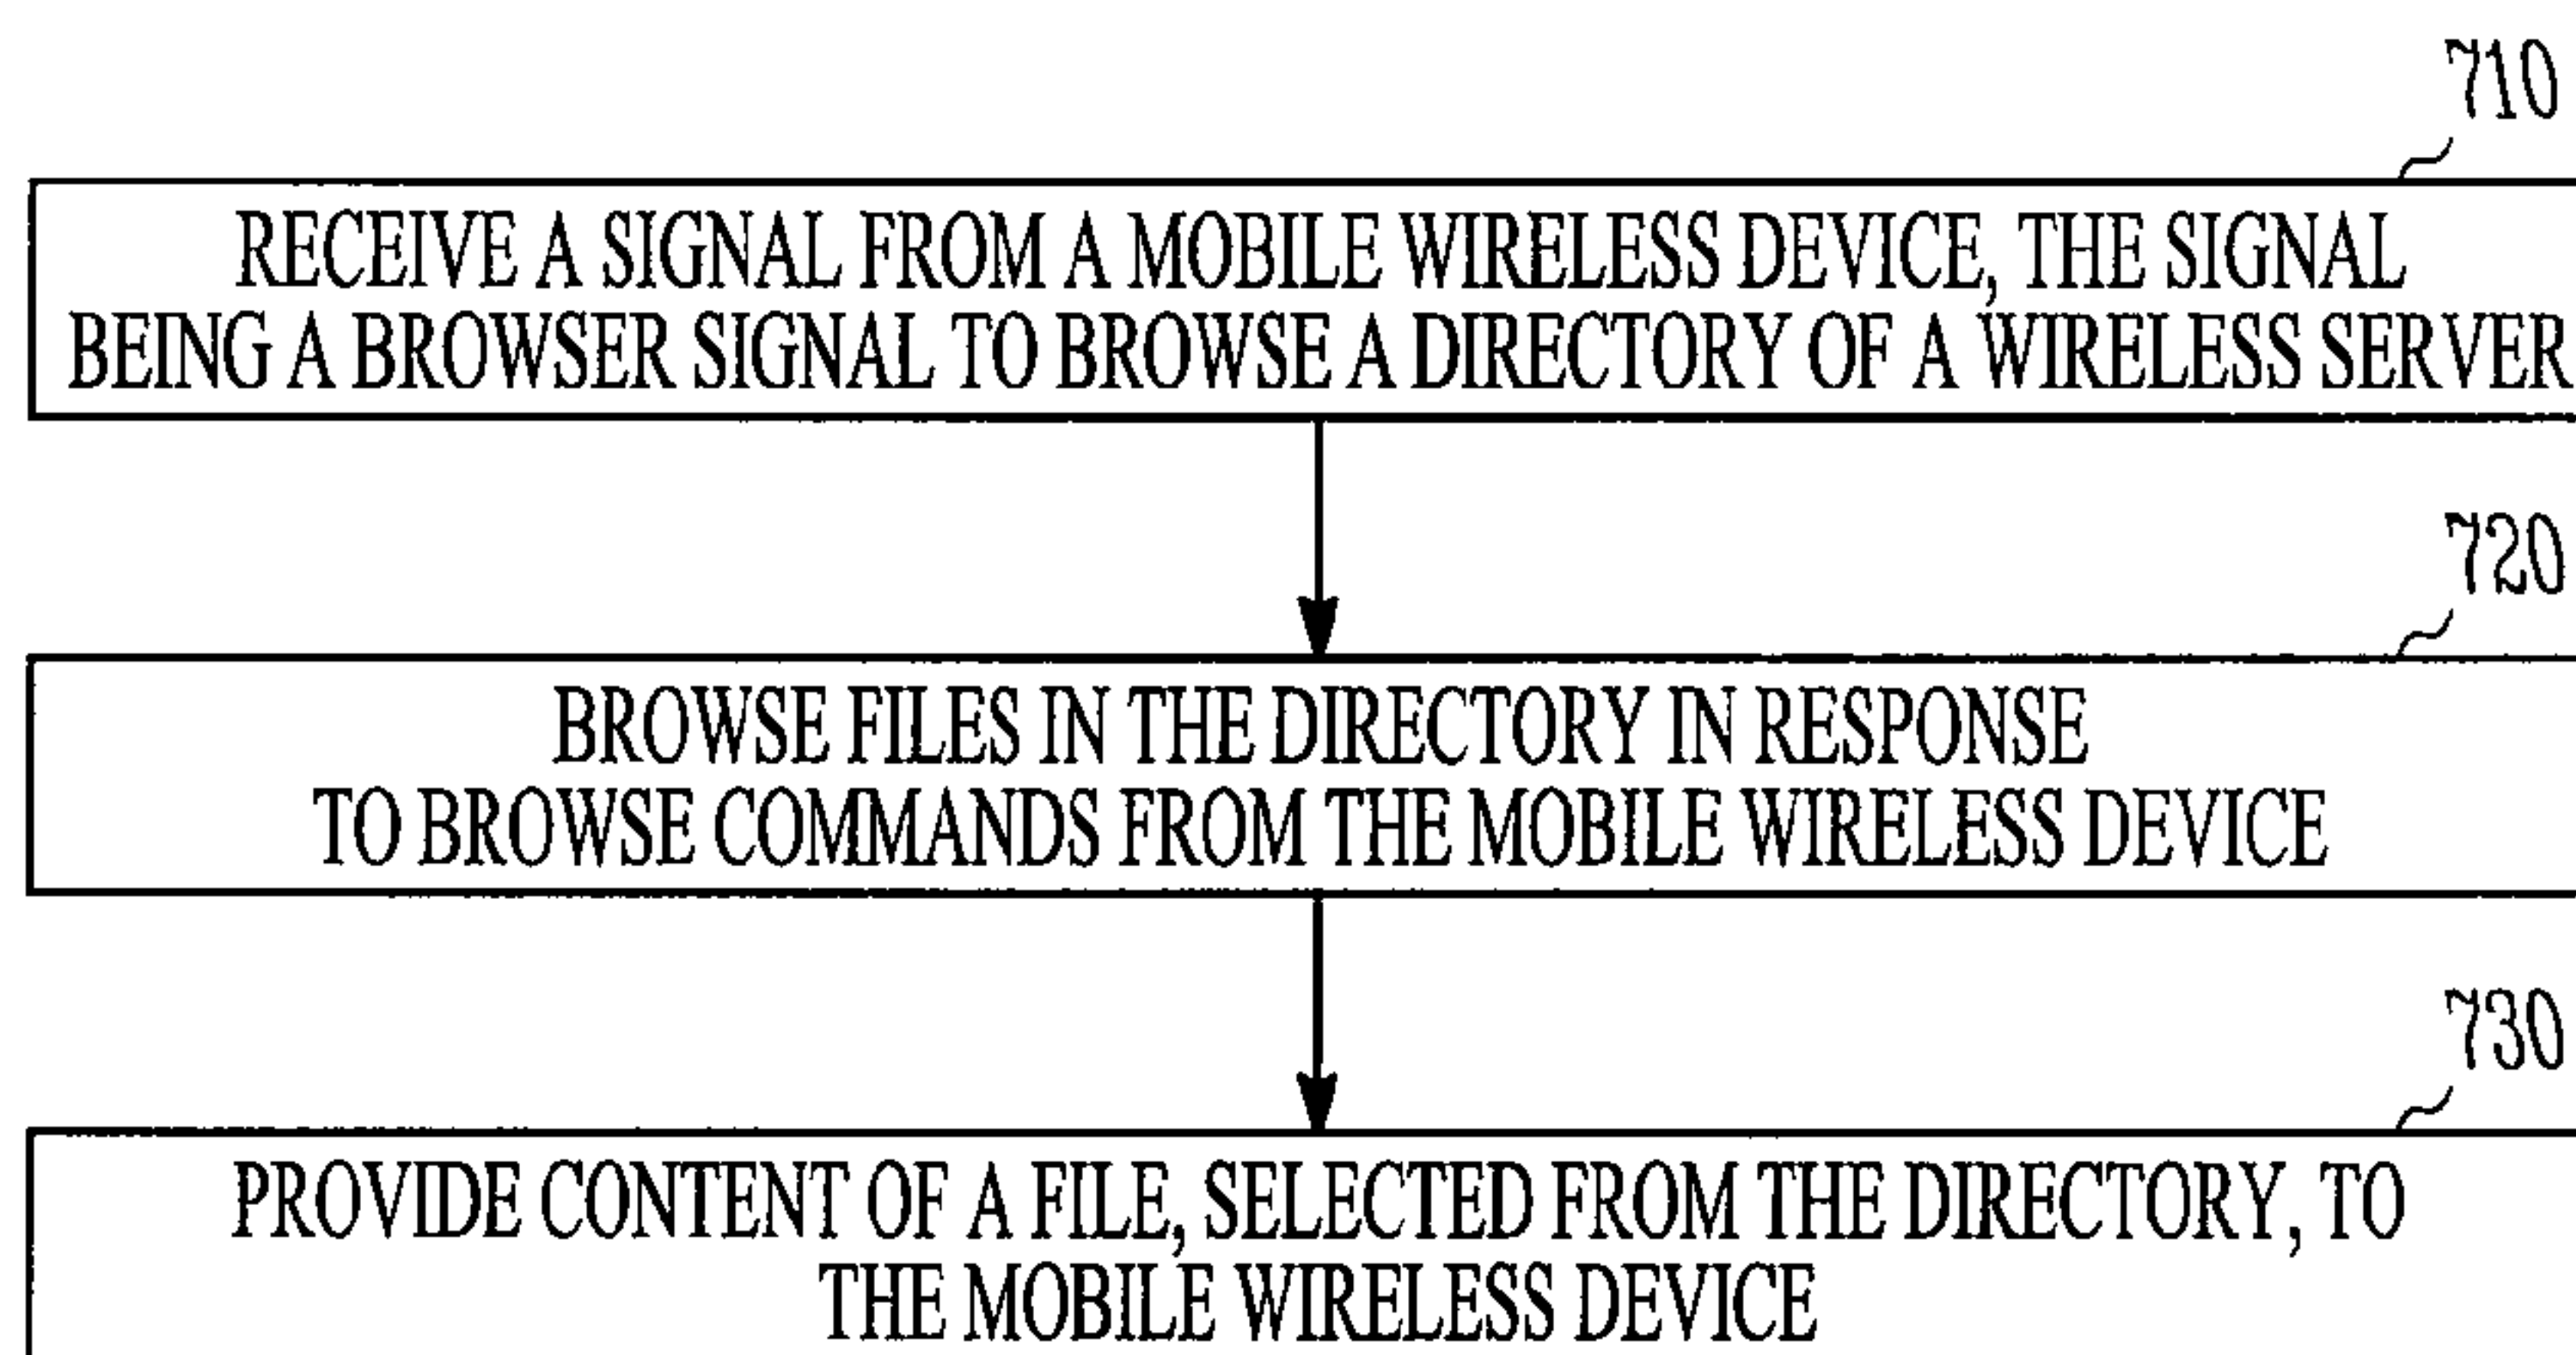 710
RECEIVE A SIGNAL FROM A MOBILE WIRELESS DEVICE, THE SIGNAL
BEING A BROWSER SIGNAL TO BROWSE A DIRECTORY OF A WIRELESS SERVER
720
BROWSE FILES IN THE DIRECTORY IN RESPONSE
TO BROWSE COMMANDS FROM THE MOBILE WIRELESS DEVICE
730
PROVIDE CONTENT OF A FILE, SELECTED FROM THE DIRECTORY, TO
THE MOBILE WIRELESS DEVICE